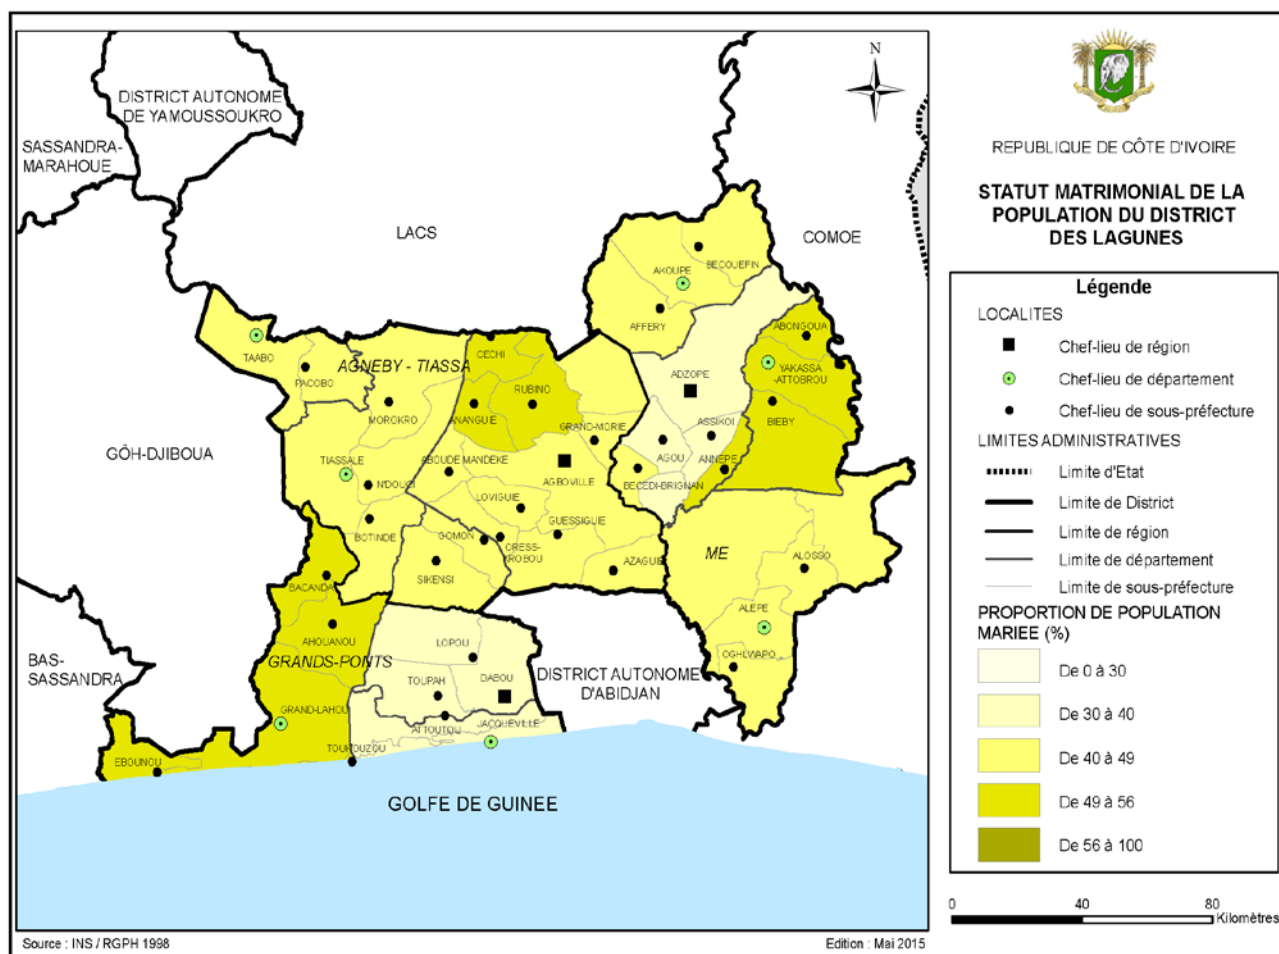 N
DISTRICT AUTONOME
DE YAMOUSSOUKRO
SASSANDRA-
MARAHOUE
LACS
COMOE
BECOUEFIN
AKOUPE
AFFERY
ABONGOUA
TAABO
PACOBO
AGNEBY - TIASSA
CECHI
RUBINO
ADZOPE
YAKASSA
-ATTOBROU
MOROKRO
ANANGUIE
GRAND-MORIE
ASSIKOI
BIEBY
GÔH-DJIBOUA
TIASSALE
ABOUDE MANDEKE
AGOU
ANNEPE
N'DOUCI
AGBOVILLE
BECEDI-BRIGNAN
LOVIGUIE
BOTINDE
GOMON
GUESSIGUIE
CRESS-
KROBOU
ME
SIKENSI
AZAGUIE
ALOSSO
BACANDA
ALEPE
AHOUANOU
LOPOU
OGHLWAPO
BAS-
SASSANDRA
GRANDS-PONTS
TOUPAH
DABOU
DISTRICT AUTONOME
D'ABIDJAN
GRAND-LAHOU
ATTOUTOU
JACQUEVILLE
TOUKOUZOU
EBOUNOU
GOLFE DE GUINEE
Source : INS / RGPH 1998
Edition : Mai 2015
REPUBLIQUE DE CÔTE D'IVOIRE
STATUT MATRIMONIAL DE LA
POPULATION DU DISTRICT
DES LAGUNES
Légende
LOCALITES
Chef-lieu de région
Chef-lieu de département
Chef-lieu de sous-préfecture
LIMITES ADMINISTRATIVES
Limite d'Etat
Limite de District
Limite de région
Limite de département
Limite de sous-préfecture
PROPORTION DE POPULATION
MARIEE (%)
De 0 à 30
De 30 à 40
De 40 à 49
De 49 à 56
De 56 à 100
0 40 80
Kilomètres